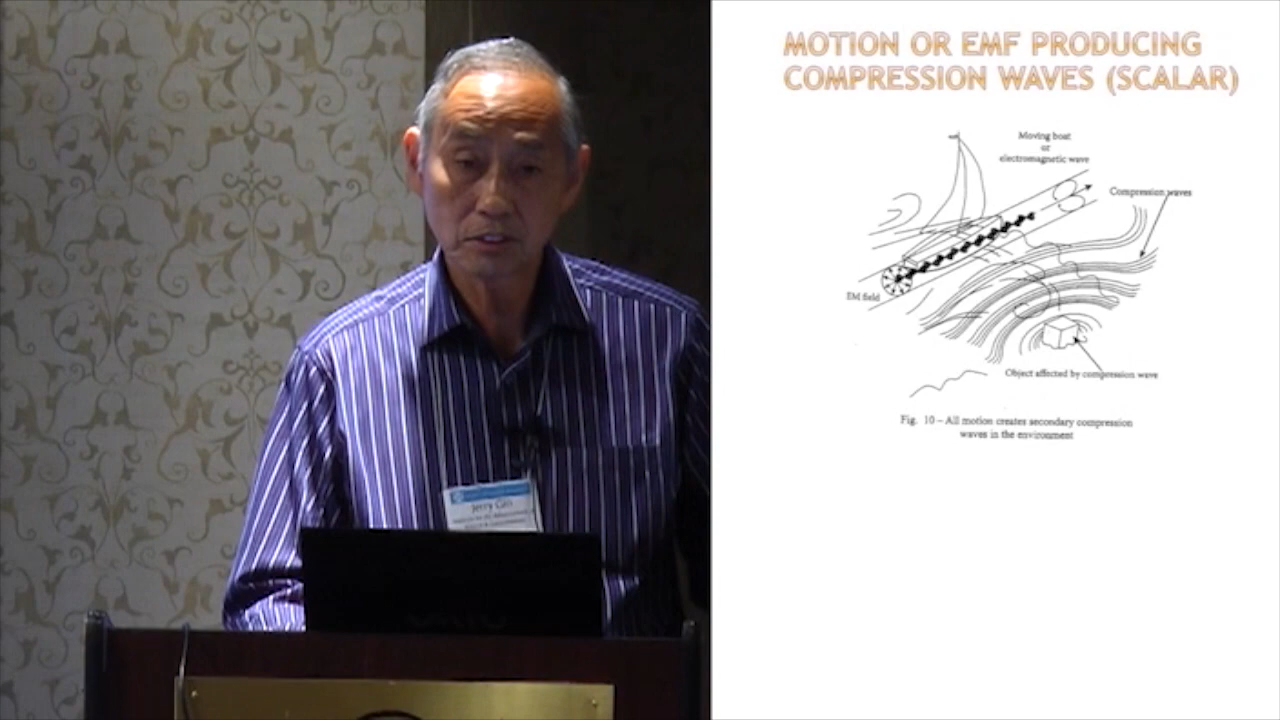 MOTION OR EMF PRODUCING
COMPRESSION WAVES (SCALAR)
Moving boat
or
electromagnetic wave
Compression waves
EM field
Object affected by compression wave
Fig. 10 – All motion creates secondary compression
waves in the environment
Jerry